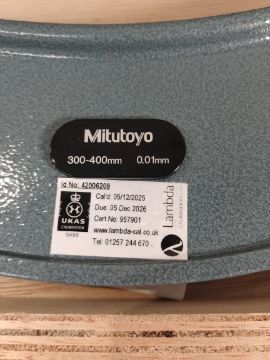 Mitutoyo
300-400mm 0.01mm
Id No: 42006209
Cal'd: 05/12/2025
Due: 05 Dec 2026
Cert No: 957901
www.lambda-cal.co.uk
Tel: 01257 244 670
UKAS
CALIBRATION
0495
Lambda